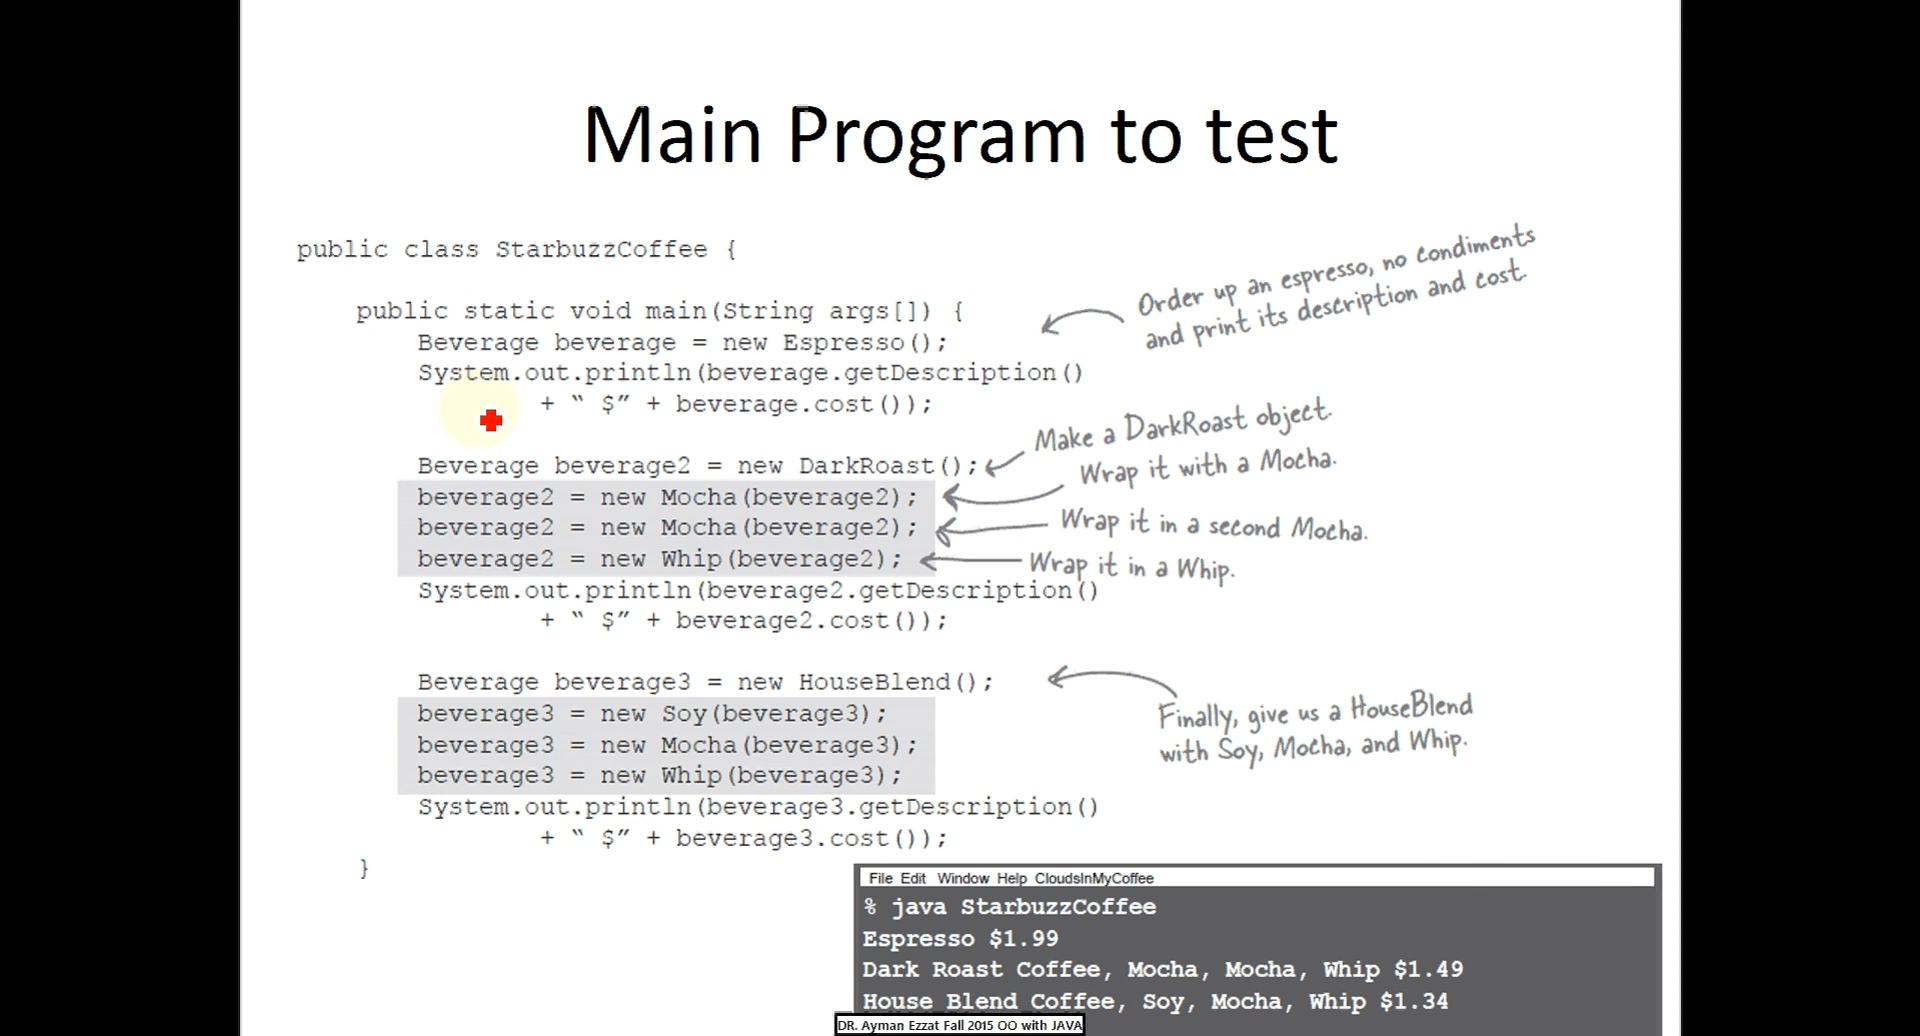 Main Program to test
public class StarbuzzCoffee {
public static void main(String args[]) {
Beverage beverage = new Espresso();
System.out.println(beverage.getDescription()
+ “ $” + beverage.cost());
Order up an espresso, no condiments
and print its description and cost.
Beverage beverage2 = new DarkRoast();
Make a DarkRoast object.
beverage2 = new Mocha(beverage2);
Wrap it with a Mocha.
beverage2 = new Mocha(beverage2);
Wrap it in a second Mocha.
beverage2 = new Whip(beverage2);
Wrap it in a Whip.
System.out.println(beverage2.getDescription()
+ “ $” + beverage2.cost());
Beverage beverage3 = new HouseBlend();
beverage3 = new Soy(beverage3);
beverage3 = new Mocha(beverage3);
beverage3 = new Whip(beverage3);
Finally, give us a HouseBlend
with Soy, Mocha, and Whip.
System.out.println(beverage3.getDescription()
+ “ $” + beverage3.cost());
}
File Edit Window Help CloudsInMyCoffee
% java StarbuzzCoffee
Espresso $1.99
Dark Roast Coffee, Mocha, Mocha, Whip $1.49
House Blend Coffee, Soy, Mocha, Whip $1.34
DR. Ayman Ezzat Fall 2015 OO with JAVA